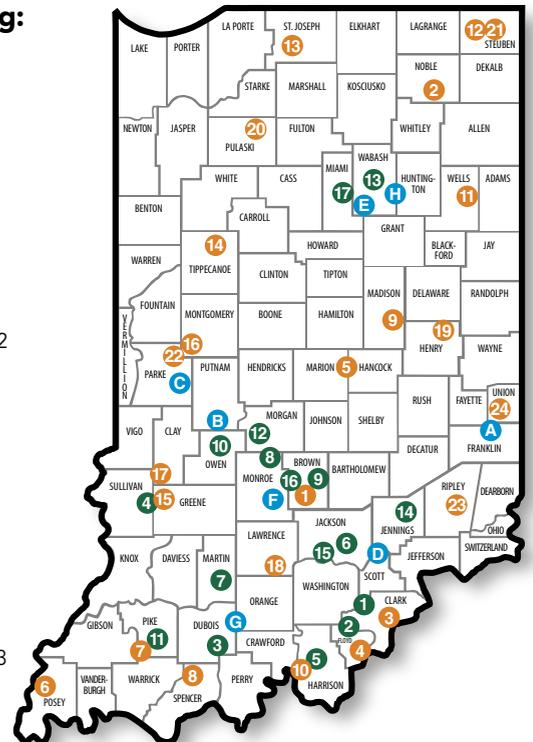 g:
2
3
LA PORTE
ST. JOSEPH
ELKHART
LAGRANGE
12 21
STEUBEN
LAKE
PORTER
13
NOBLE
DEKALB
STARKE
MARSHALL
KOSCIUSKO
2
NEWTON
JASPER
20
FULTON
WHITLEY
ALLEN
PULASKI
WABASH
MIAMI
WHITE
CASS
13
HUNTING-
TON
WELLS
ADAMS
17
E
H
11
BENTON
CARROLL
GRANT
14
HOWARD
BLACK-
FORD
JAY
WARREN
TIPPECANOE
CLINTON
TIPTON
MADISON
DELAWARE
RANDOLPH
FOUNTAIN
VERMILLION
MONTGOMERY
BOONE
HAMILTON
9
19
HENRY
WAYNE
16
22
PARKE
C
PUTNAM
HENDRICKS
MARION
5
HANCOCK
RUSH
FAYETTE
UNION
24
VIGO
CLAY
B
MORGAN
JOHNSON
SHELBY
A
FRANKLIN
10
OWEN
12
DECATUR
8
BROWN
BARTHOLOMEW
SULLIVAN
17
MONROE
16
9
RIPLEY
DEARBORN
4
15
GREENE
F
1
23
JACKSON
14
JENNINGS
OHIO
LAWRENCE
15
6
D
JEFFERSON
SWITZERLAND
KNOX
DAVIESS
MARTIN
18
SCOTT
7
WASHINGTON
ORANGE
CLARK
1
3
GIBSON
PIKE
DUBOIS
G
2
FLOYD
11
7
3
CRAWFORD
4
5
10
HARRISON
6
POSEY
VANDER-
BURGH
WARRICK
8
SPENCER
PERRY